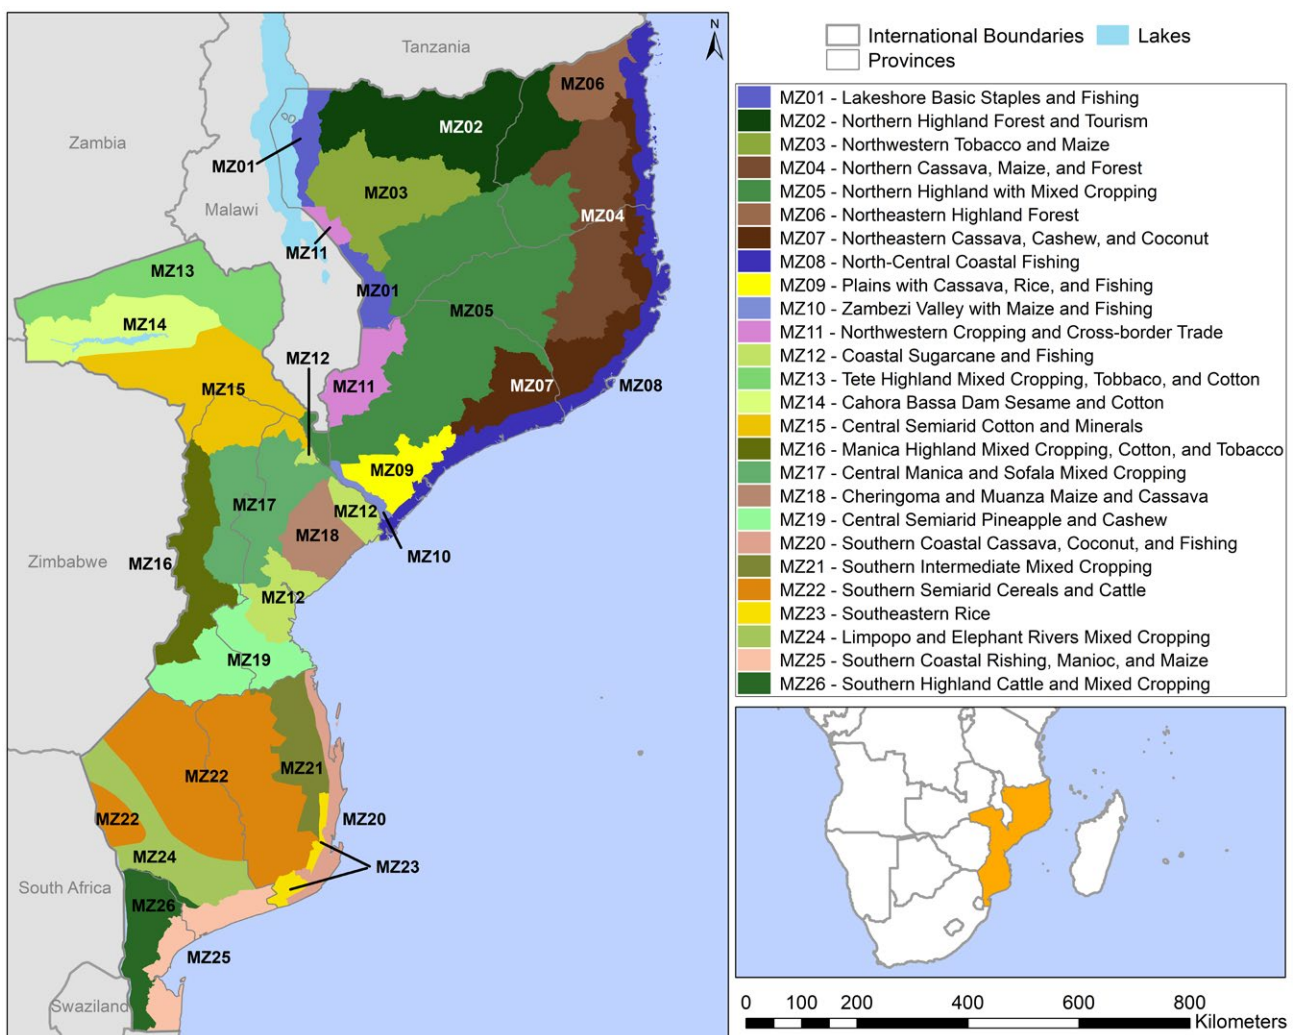 N
Tanzania
MZ06
MZ02
Zambia
MZ01
MZ03
Malawi
MZ04
MZ11
MZ13
MZ01
MZ05
MZ14
MZ12
MZ15
MZ11
MZ07
MZ08
MZ09
MZ17
MZ12
MZ18
MZ10
Zimbabwe
MZ16
MZ12
MZ19
MZ22
MZ21
MZ22
MZ20
MZ24
MZ23
South Africa
MZ26
MZ25
Swaziland
International Boundaries
Lakes
Provinces
MZ01 - Lakeshore Basic Staples and Fishing
MZ02 - Northern Highland Forest and Tourism
MZ03 - Northwestern Tobacco and Maize
MZ04 - Northern Cassava, Maize, and Forest
MZ05 - Northern Highland with Mixed Cropping
MZ06 - Northeastern Highland Forest
MZ07 - Northeastern Cassava, Cashew, and Coconut
MZ08 - North-Central Coastal Fishing
MZ09 - Plains with Cassava, Rice, and Fishing
MZ10 - Zambezi Valley with Maize and Fishing
MZ11 - Northwestern Cropping and Cross-border Trade
MZ12 - Coastal Sugarcane and Fishing
MZ13 - Tete Highland Mixed Cropping, Tobbaco, and Cotton
MZ14 - Cahora Bassa Dam Sesame and Cotton
MZ15 - Central Semiarid Cotton and Minerals
MZ16 - Manica Highland Mixed Cropping, Cotton, and Tobacco
MZ17 - Central Manica and Sofala Mixed Cropping
MZ18 - Cheringoma and Muanza Maize and Cassava
MZ19 - Central Semiarid Pineapple and Cashew
MZ20 - Southern Coastal Cassava, Coconut, and Fishing
MZ21 - Southern Intermediate Mixed Cropping
MZ22 - Southern Semiarid Cereals and Cattle
MZ23 - Southeastern Rice
MZ24 - Limpopo and Elephant Rivers Mixed Cropping
MZ25 - Southern Coastal Rishing, Manioc, and Maize
MZ26 - Southern Highland Cattle and Mixed Cropping
0 100 200 400 600 800
Kilometers